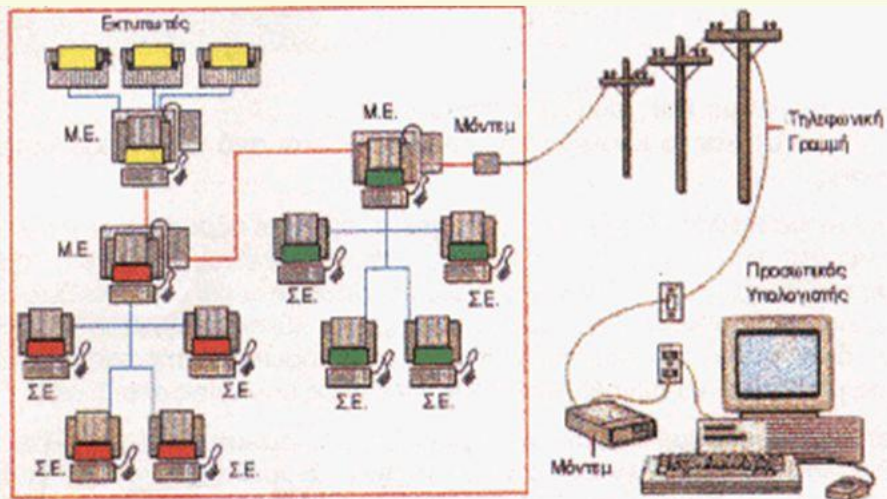 Εκτυπωτές
Μ.Ε.
Μ.Ε.
Μόντεμ
Τηλεφωνική
Γραμμή
Μ.Ε.
Σ.Ε.
Σ.Ε.
Σ.Ε.
Σ.Ε.
Σ.Ε.
Σ.Ε.
Σ.Ε.
Σ.Ε.
Προσωπικός
Υπολογιστής
Μόντεμ